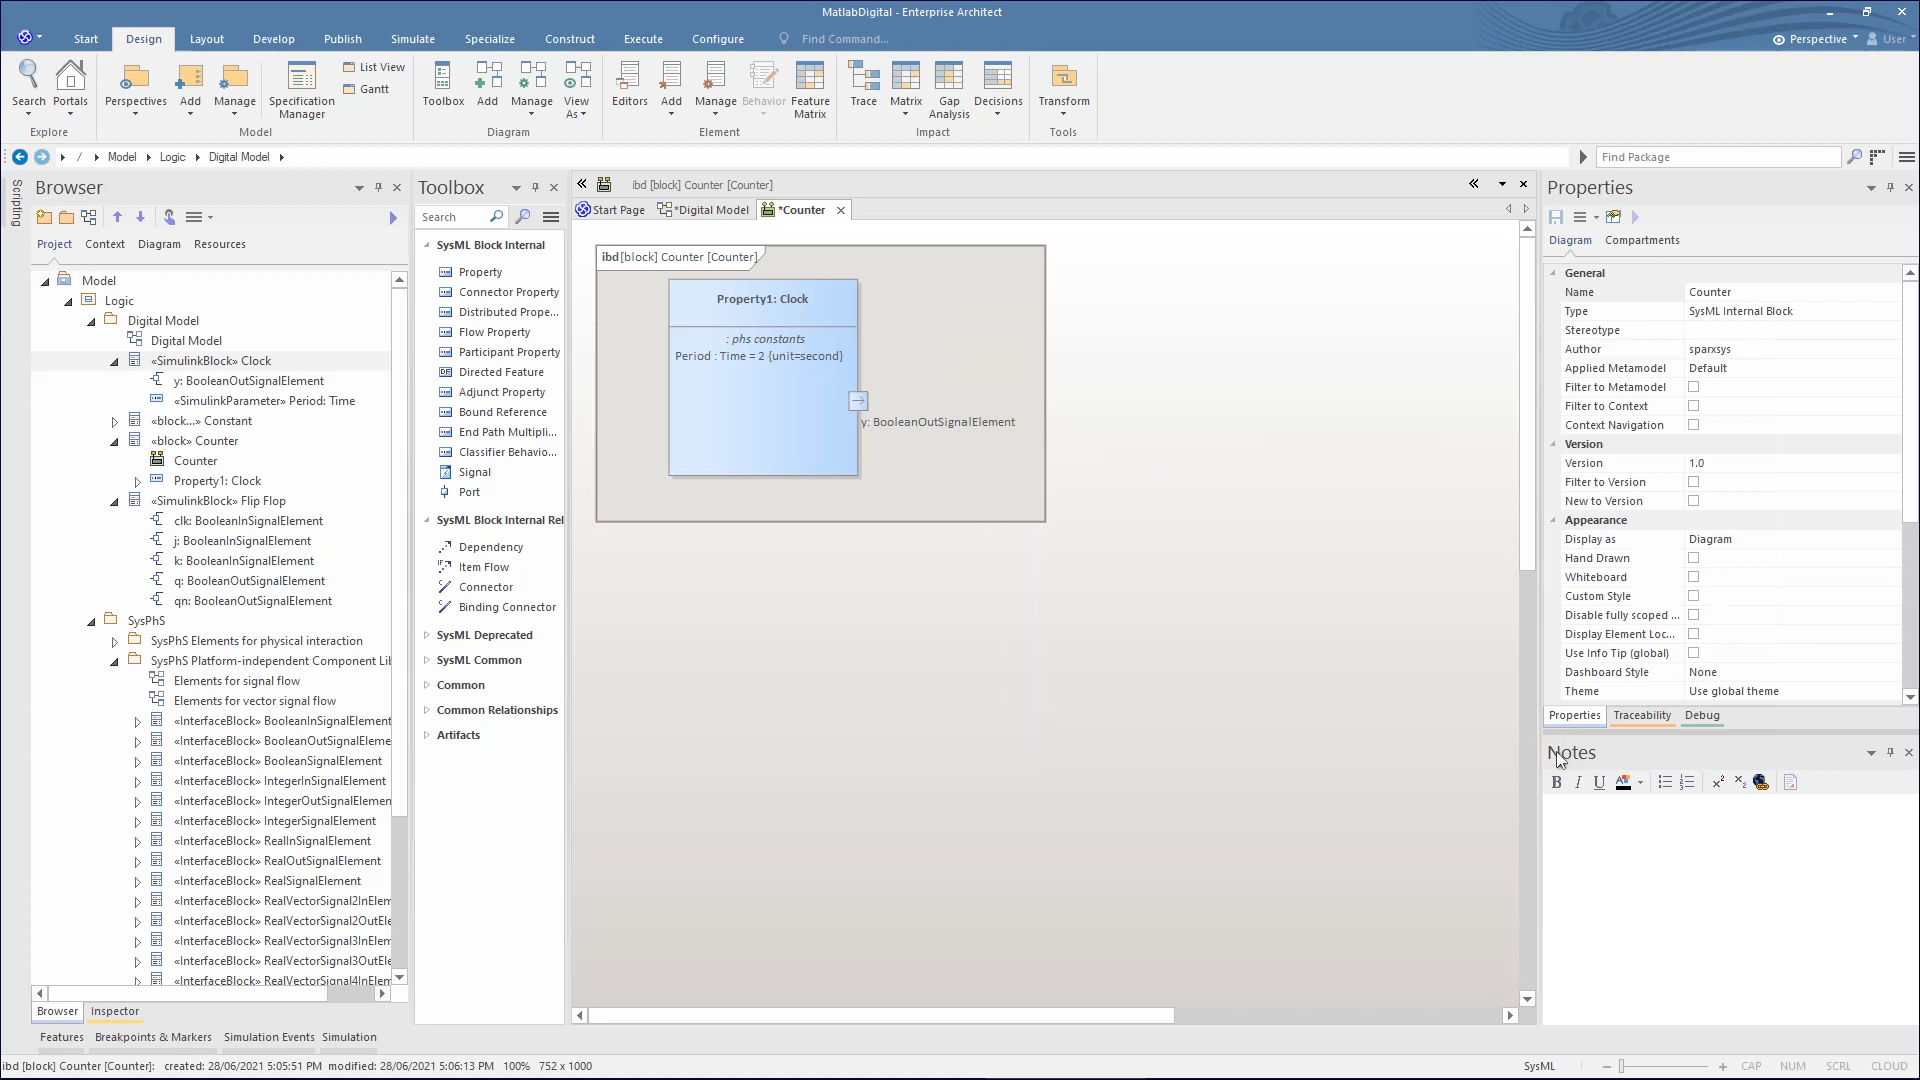 MatlabDigital - Enterprise Architect
Start
Design
Layout
Develop
Publish
Simulate
Specialize
Construct
Execute
Configure
Find Command...
Perspective
User
Search
Portals
Explore
Perspectives
Add
Manage
Specification Manager
List View
Gantt
Model
Toolbox
Add
Manage
View As
Diagram
Editors
Add
Manage
Behavior
Feature Matrix
Element
Trace
Matrix
Gap Analysis
Decisions
Impact
Transform
Tools
/
Model
Logic
Digital Model
Find Package
Scripting
Browser
Project
Context
Diagram
Resources
Model
Logic
Digital Model
Digital Model
«SimulinkBlock» Clock
y: BooleanOutSignalElement
«SimulinkParameter» Period: Time
«block...» Constant
«block» Counter
Counter
Property1: Clock
«SimulinkBlock» Flip Flop
clk: BooleanInSignalElement
j: BooleanInSignalElement
k: BooleanInSignalElement
q: BooleanOutSignalElement
qn: BooleanOutSignalElement
SysPhS
SysPhS Elements for physical interaction
SysPhS Platform-independent Component Lib
Elements for signal flow
Elements for vector signal flow
«InterfaceBlock» BooleanInSignalElement
«InterfaceBlock» BooleanOutSignalEleme
«InterfaceBlock» BooleanSignalElement
«InterfaceBlock» IntegerInSignalElement
«InterfaceBlock» IntegerOutSignalElemen
«InterfaceBlock» IntegerSignalElement
«InterfaceBlock» RealInSignalElement
«InterfaceBlock» RealOutSignalElement
«InterfaceBlock» RealSignalElement
«InterfaceBlock» RealVectorSignal2InElem
«InterfaceBlock» RealVectorSignal2OutEle
«InterfaceBlock» RealVectorSignal3InElem
«InterfaceBlock» RealVectorSignal3OutEle
«InterfaceBlock» RealVectorSignal4InElem
Browser
Inspector
Toolbox
Search
SysML Block Internal
Property
Connector Property
Distributed Prope...
Flow Property
Participant Property
Directed Feature
Adjunct Property
Bound Reference
End Path Multipli...
Classifier Behavio...
Signal
Port
SysML Block Internal Rel
Dependency
Item Flow
Connector
Binding Connector
SysML Deprecated
SysML Common
Common
Common Relationships
Artifacts
ibd [block] Counter [Counter]
Start Page
*Digital Model
*Counter
ibd [block] Counter [Counter]
Property1: Clock
: phs constants
Period : Time = 2 {unit=second}
y: BooleanOutSignalElement
Properties
Diagram
Compartments
General
Name Counter
Type SysML Internal Block
Stereotype
Author sparxsys
Applied Metamodel Default
Filter to Metamodel
Filter to Context
Context Navigation
Version
Version 1.0
Filter to Version
New to Version
Appearance
Display as Diagram
Hand Drawn
Whiteboard
Custom Style
Disable fully scoped ...
Display Element Loc...
Use Info Tip (global)
Dashboard Style None
Theme Use global theme
Properties
Traceability
Debug
Notes
B I U
Features
Breakpoints & Markers
Simulation Events
Simulation
ibd [block] Counter [Counter]: created: 28/06/2021 5:05:51 PM modified: 28/06/2021 5:06:13 PM 100% 752 x 1000
SysML
CAP
NUM
SCRL
CLOUD